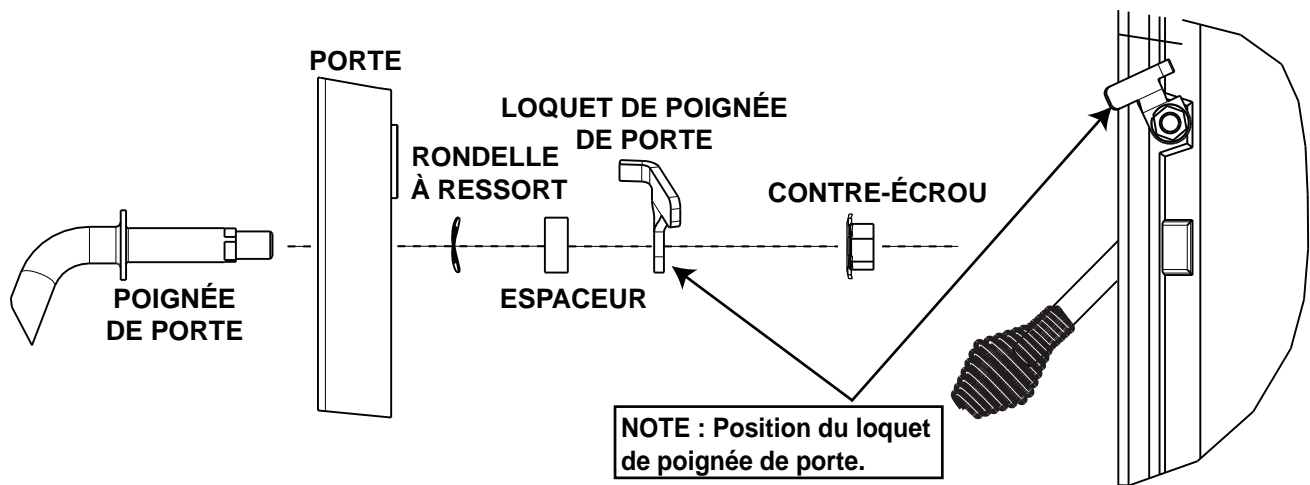 PORTE
LOQUET DE POIGNÉE
DE PORTE
RONDELLE
À RESSORT
CONTRE-ÉCROU
POIGNÉE
DE PORTE
ESPACEUR
NOTE : Position du loquet
de poignée de porte.